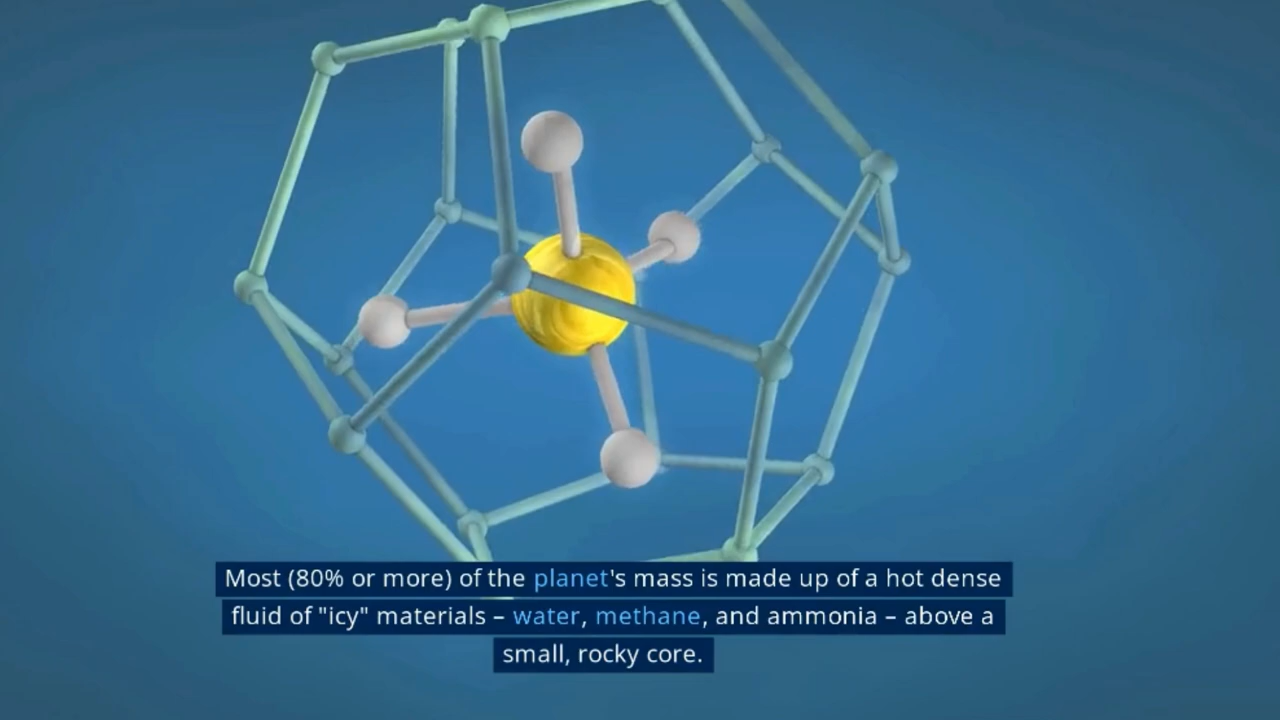 Most (80% or more) of the planet's mass is made up of a hot dense
fluid of "icy" materials – water, methane, and ammonia – above a
small, rocky core.